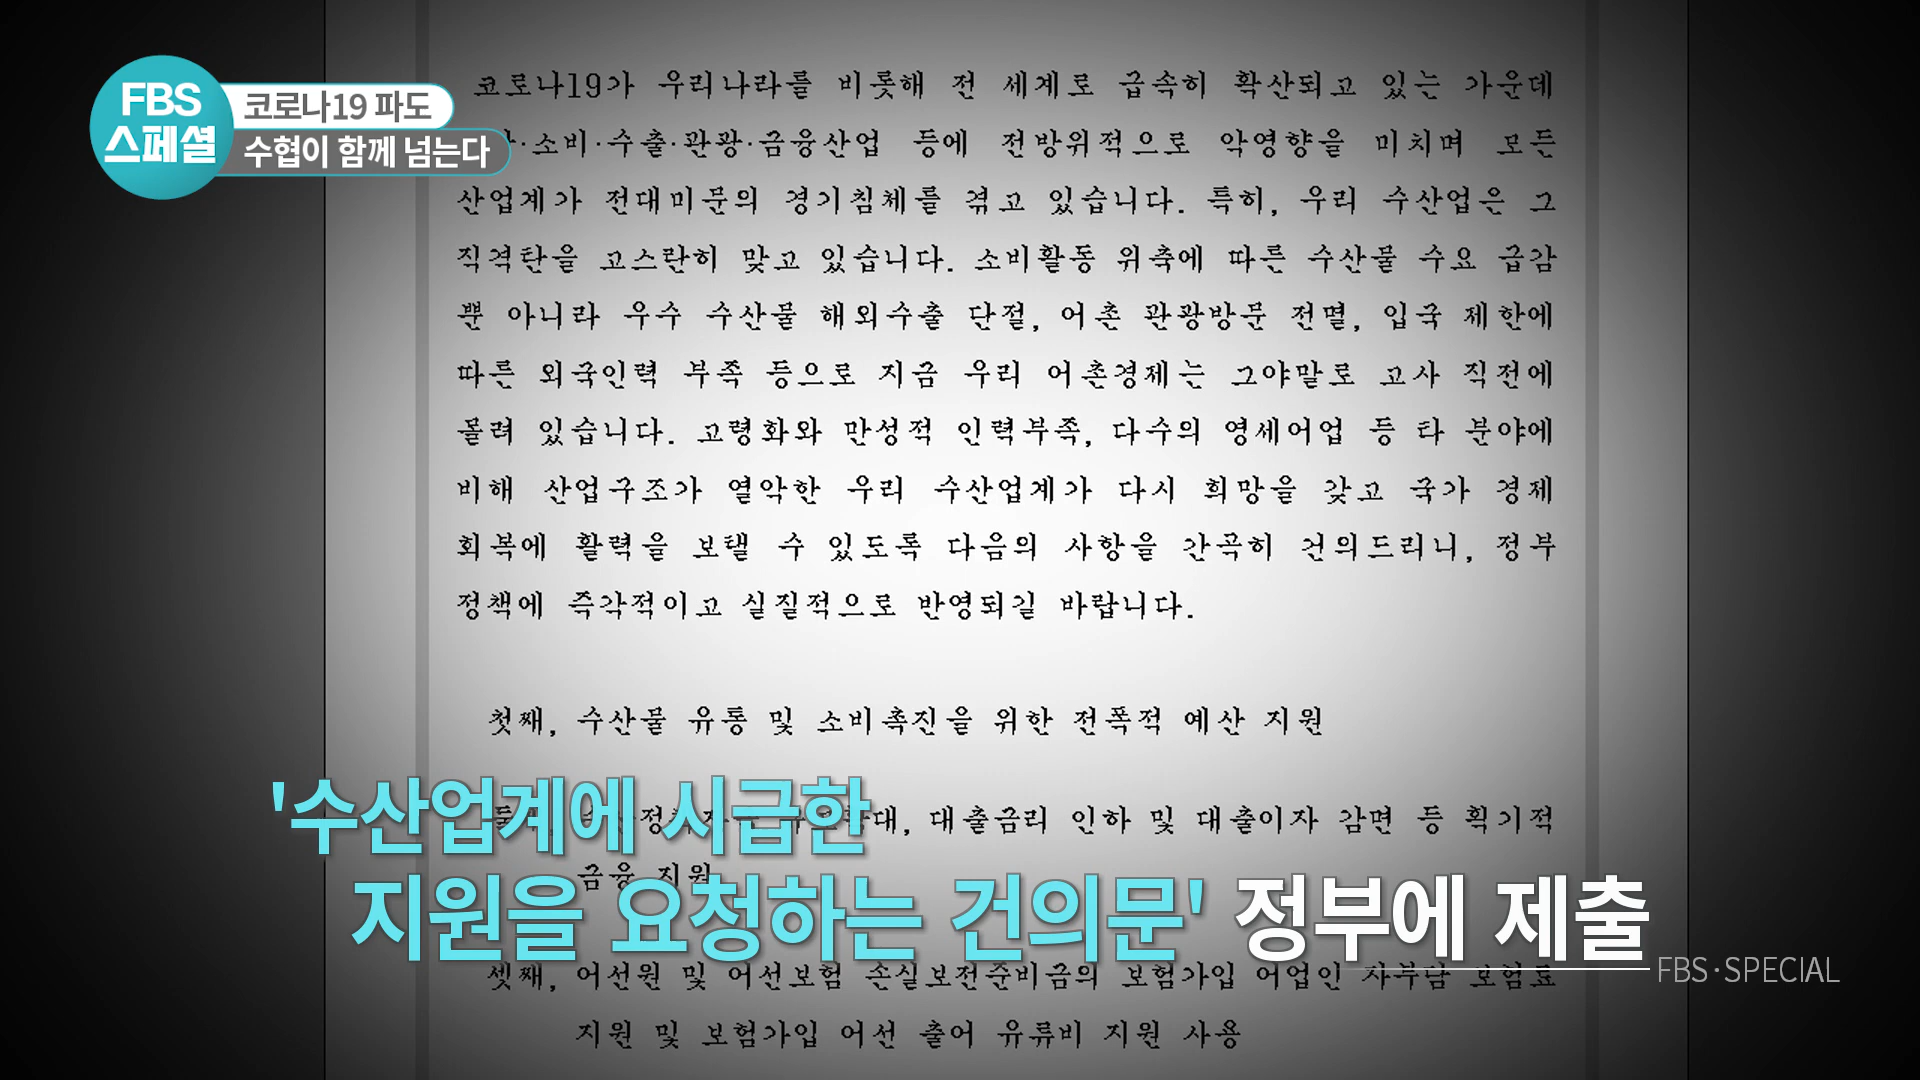 FBS
스페셜
코로나19 파도
수협이 함께 넘는다
코로나19가 우리나라를 비롯해 전 세계로 급속히 확산되고 있는 가운데
·소비·수출·관광·금융산업 등에 전방위적으로 악영향을 미치며 모든
산업계가 전대미문의 경기침체를 겪고 있습니다. 특히, 우리 수산업은 그
직격탄을 고스란히 맞고 있습니다. 소비활동 위축에 따른 수산물 수요 급감
뿐 아니라 우수 수산물 해외수출 단절, 어촌 관광방문 전멸, 입국 제한에
따른 외국인력 부족 등으로 지금 우리 어촌경제는 그야말로 고사 직전에
몰려 있습니다. 고령화와 만성적 인력부족, 다수의 영세어업 등 타 분야에
비해 산업구조가 열악한 우리 수산업계가 다시 희망을 갖고 국가 경제
회복에 활력을 보탤 수 있도록 다음의 사항을 간곡히 건의드리니, 정부
정책에 즉각적이고 실질적으로 반영되길 바랍니다.
첫째, 수산물 유통 및 소비촉진을 위한 전폭적 예산 지원
대, 대출금리 인하 및 대출이자 감면 등 획기적
금융 지원
'수산업계에 시급한
지원을 요청하는 건의문' 정부에 제출
셋째, 어선원 및 어선보험 손실보전준비금의 보험가입 어업인 자부담 보험료
지원 및 보험가입 어선 출어 유류비 지원 사용
FBS·SPECIAL